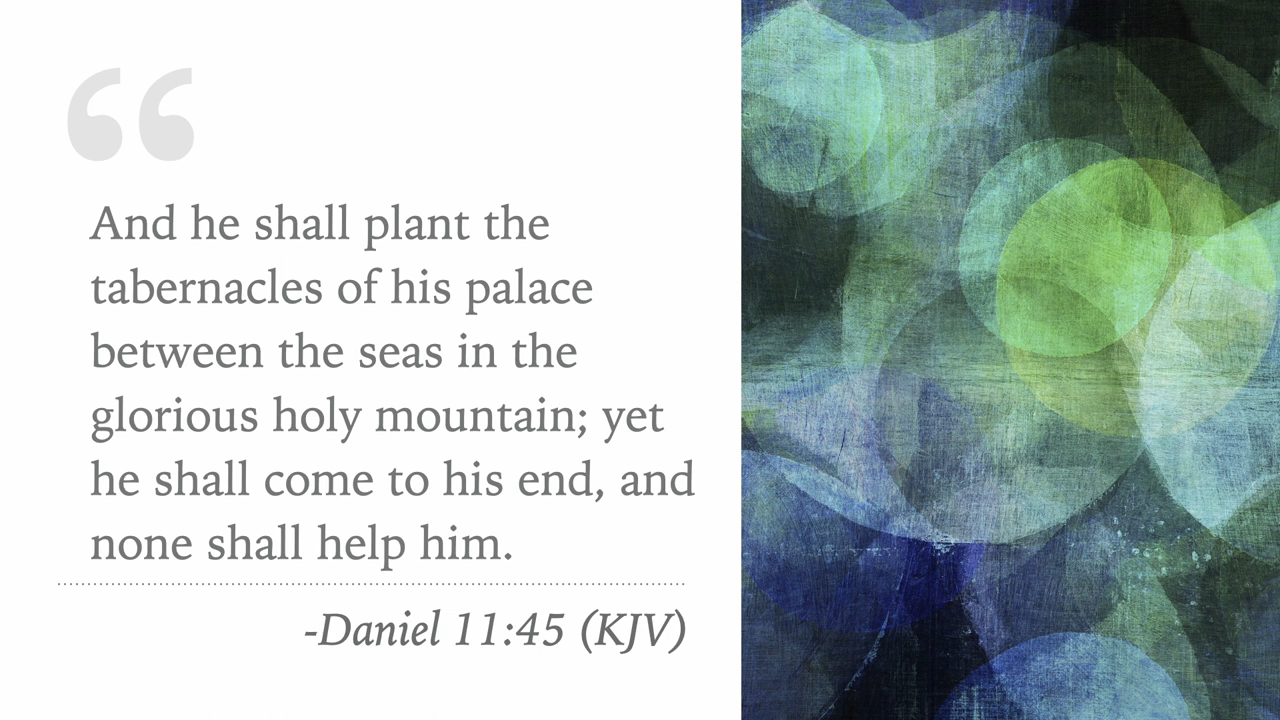 “
And he shall plant the
tabernacles of his palace
between the seas in the
glorious holy mountain; yet
he shall come to his end, and
none shall help him.
-Daniel 11:45 (KJV)